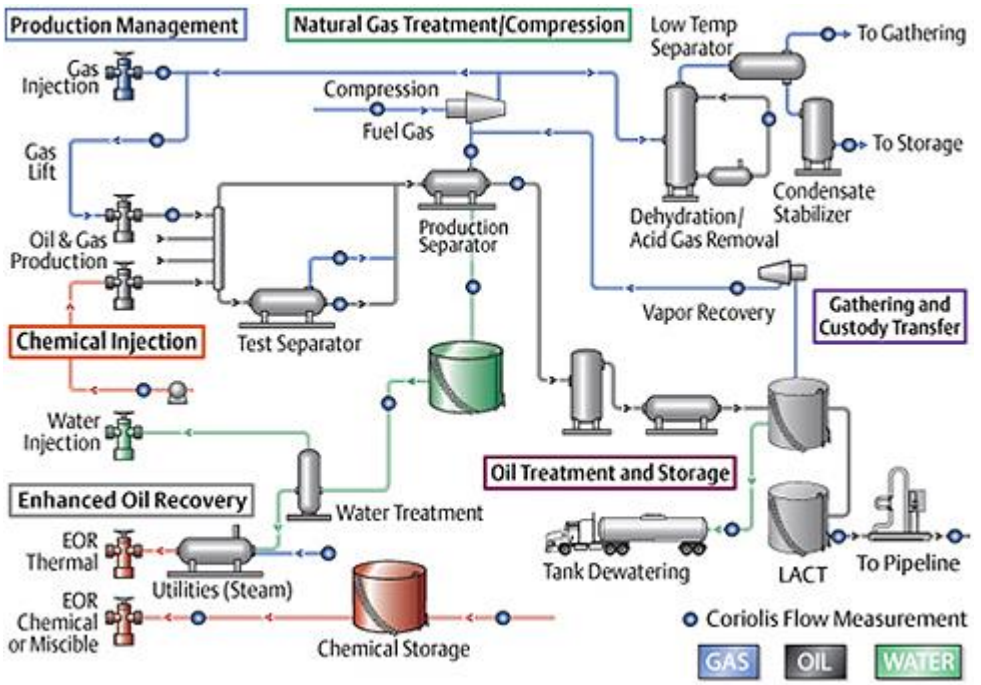 Production Management
Natural Gas Treatment/Compression
Low Temp
Separator
To Gathering
Gas
Injection
Compression
Fuel Gas
To Storage
Gas
Lift
Condensate
Stabilizer
Dehydration/
Acid Gas Removal
Production
Separator
Oil & Gas
Production
Vapor Recovery
Gathering and
Custody Transfer
Chemical Injection
Test Separator
Water
Injection
Oil Treatment and Storage
Enhanced Oil Recovery
Water Treatment
EOR
Thermal
Utilities (Steam)
Tank Dewatering
LACT
To Pipeline
EOR
Chemical
or Miscible
Chemical Storage
Coriolis Flow Measurement
GAS
OIL
WATER